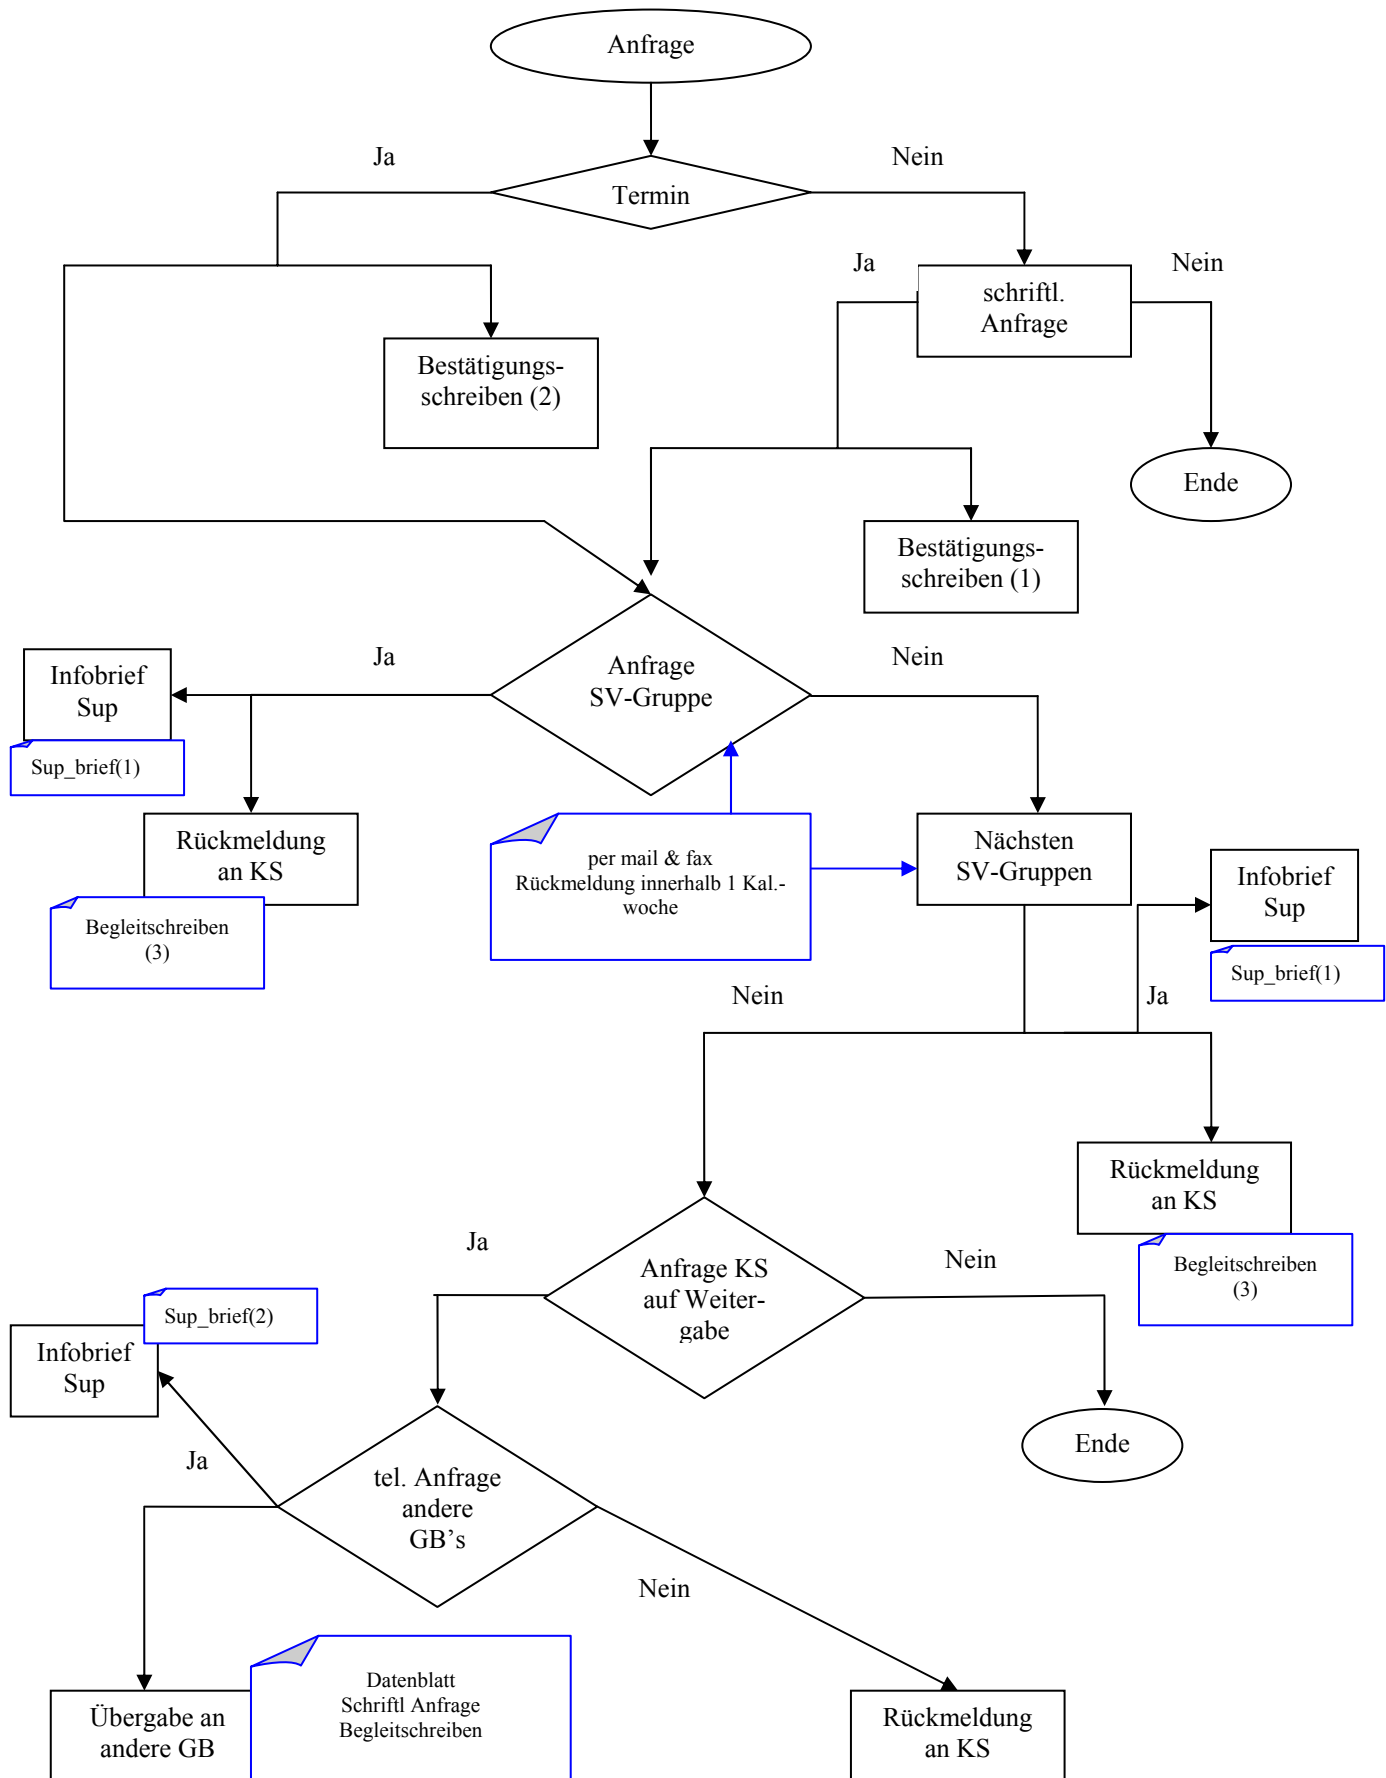 Anfrage
Ja
Nein
Termin
Ja
Nein
schriftl.
Anfrage
Bestätigungs-
schreiben (2)
Ende
Bestätigungs-
schreiben (1)
Ja
Nein
Infobrief
Sup
Anfrage
SV-Gruppe
Sup_brief(1)
Rückmeldung
an KS
per mail & fax
Rückmeldung innerhalb 1 Kal.-
woche
Nächsten
SV-Gruppen
Infobrief
Sup
Begleitschreiben
(3)
Sup_brief(1)
Nein
Ja
Rückmeldung
an KS
Ja
Nein
Anfrage KS
auf Weiter-
gabe
Begleitschreiben
(3)
Sup_brief(2)
Infobrief
Sup
Ende
Ja
tel. Anfrage
andere
GB’s
Nein
Datenblatt
Schriftl Anfrage
Begleitschreiben
Übergabe an
andere GB
Rückmeldung
an KS